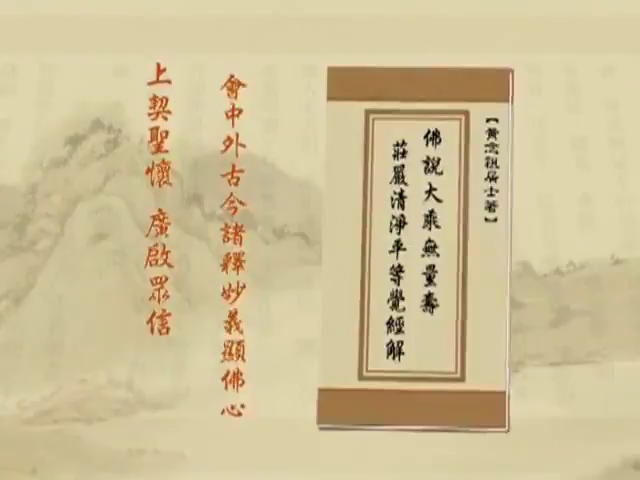 【黃念祖居士著】
佛說大乘無量壽
莊嚴清淨平等覺經解
會中外古今諸釋妙義顯佛心
上契聖懷 廣啟眾信